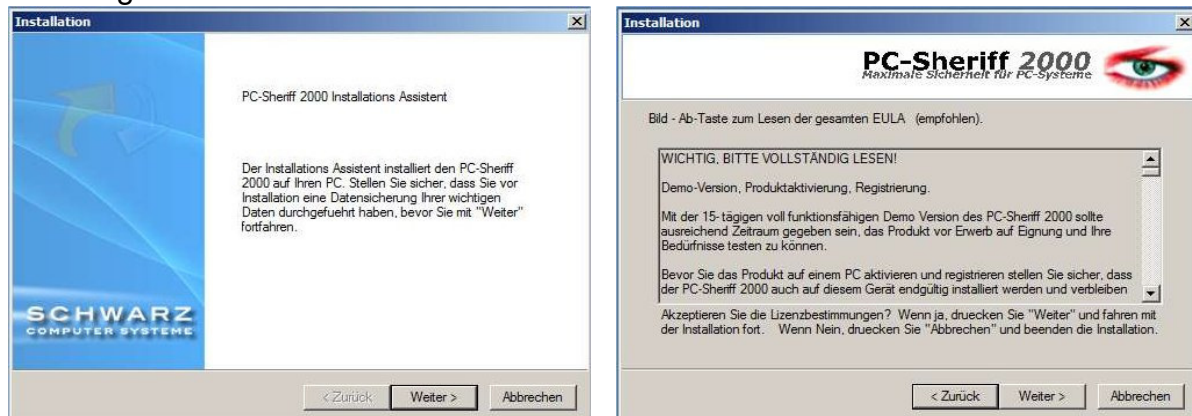 Installation
PC-Sheriff 2000 Installations Assistent
Der Installations Assistent installiert den PC-Sheriff
2000 auf Ihren PC. Stellen Sie sicher, dass Sie vor
Installation eine Datensicherung Ihrer wichtigen
Daten durchgefuehrt haben, bevor Sie mit "Weiter"
fortfahren.
SCHWARZ
COMPUTER SYSTEME
< Zurück Weiter > Abbrechen
Installation
PC-Sheriff 2000
Maximale Sicherheit für PC-Systeme
Bild - Ab-Taste zum Lesen der gesamten EULA (empfohlen).
WICHTIG, BITTE VOLLSTÄNDIG LESEN!
Demo-Version, Produktaktivierung, Registrierung.
Mit der 15- tägigen voll funktionsfähigen Demo Version des PC-Sheriff 2000 sollte
ausreichend Zeitraum gegeben sein, das Produkt vor Erwerb auf Eignung und Ihre
Bedürfnisse testen zu können.
Bevor Sie das Produkt auf einem PC aktivieren und registrieren stellen Sie sicher, dass
der PC-Sheriff 2000 auch auf diesem Gerät endgültig installiert werden und verbleiben
Akzeptieren Sie die Lizenzbestimmungen? Wenn ja, druecken Sie "Weiter" und fahren mit
der Installation fort. Wenn Nein, druecken Sie "Abbrechen" und beenden die Installation.
< Zurück Weiter > Abbrechen